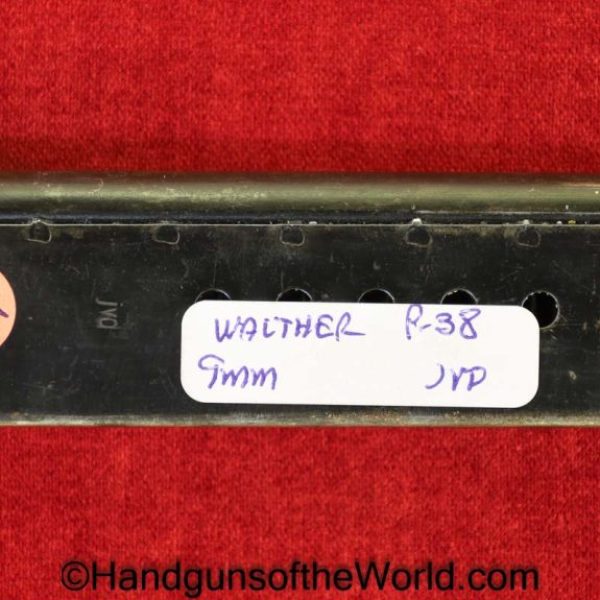 jvd
WALTHER P-38
9mm JVD
©HandgunsoftheWorld.com